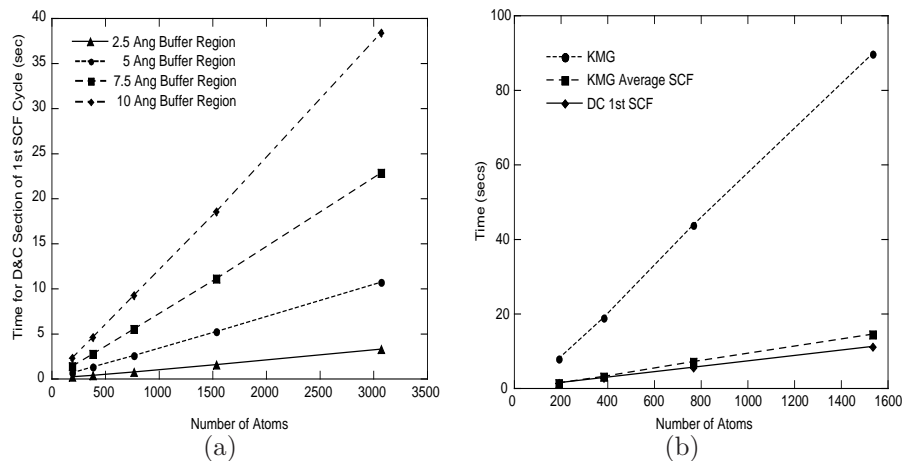 Time for D&C Section of 1st SCF Cycle (sec)
40
35
30
25
20
15
10
5
0
2.5 Ang Buffer Region
5 Ang Buffer Region
7.5 Ang Buffer Region
10 Ang Buffer Region
0 500 1000 1500 2000 2500 3000 3500
Number of Atoms
(a)
Time (secs)
100
80
60
40
20
0
KMG
KMG Average SCF
DC 1st SCF
0 200 400 600 800 1000 1200 1400 1600
Number of Atoms
(b)